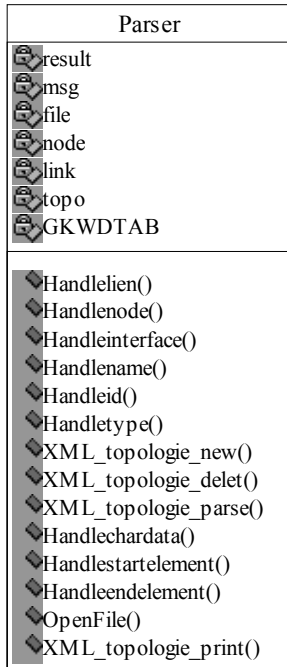 Parser
result
msg
file
node
link
topo
GKWDTAB
Handlelien()
Handlenode()
Handleinterface()
Handlename()
Handleid()
Handletype()
XML_topologie_new()
XML_topologie_delet()
XML_topologie_parse()
Handlechardata()
Handlestartelement()
Handleendelement()
OpenFile()
XML_topologie_print()